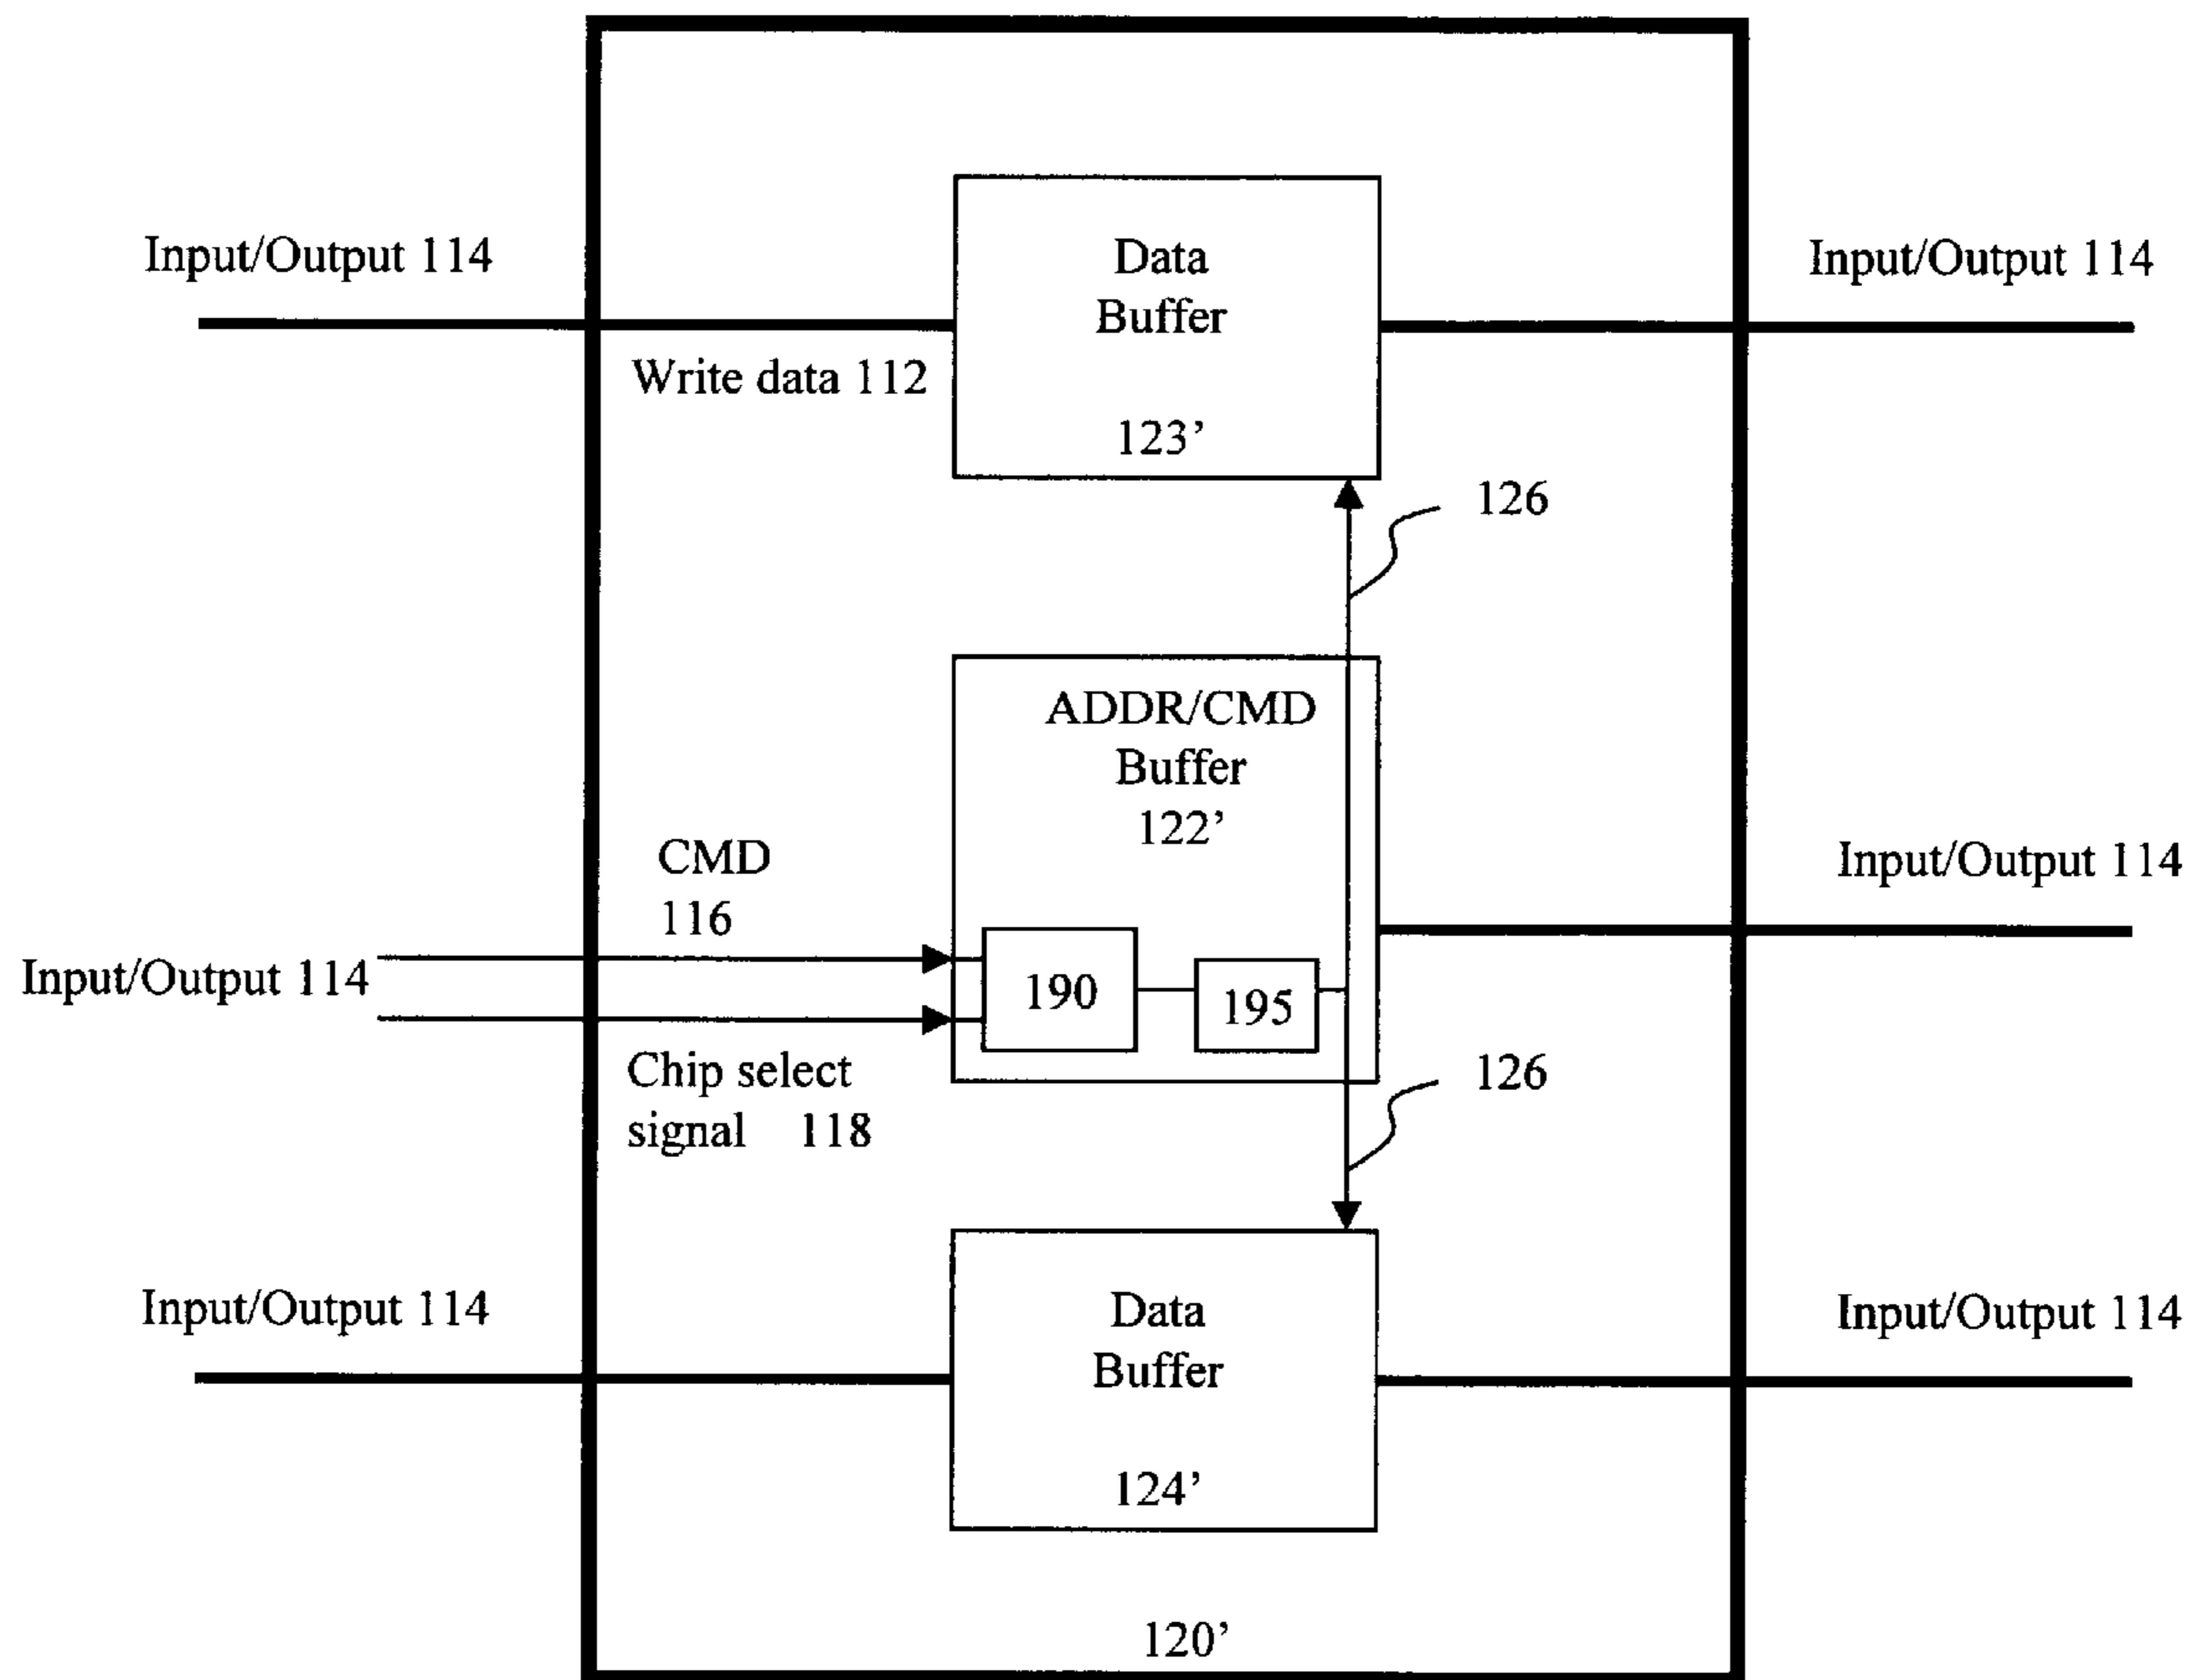 Input/Output 114
Data
Buffer
123’
Input/Output 114
Write data 112
126
ADDR/CMD
Buffer
122’
CMD
116
Input/Output 114
Input/Output 114
190
195
Chip select
signal 118
126
Input/Output 114
Data
Buffer
124’
Input/Output 114
120’